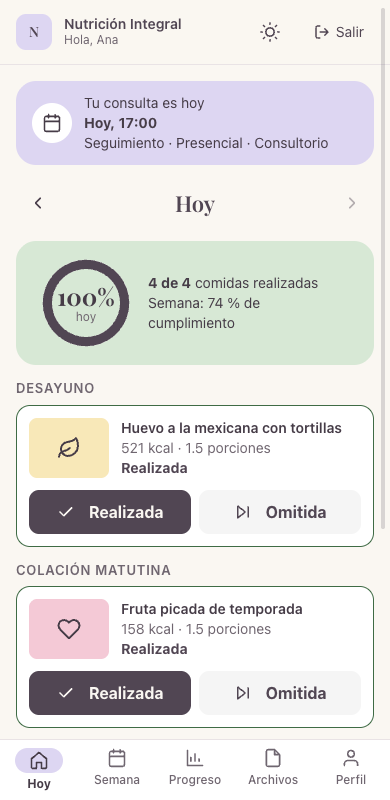 N
Nutrición Integral
Hola, Ana
Salir
Tu consulta es hoy
Hoy, 17:00
Seguimiento · Presencial · Consultorio
Hoy
100%
hoy
4 de 4 comidas realizadas
Semana: 74 % de
cumplimiento
DESAYUNO
Huevo a la mexicana con tortillas
521 kcal · 1.5 porciones
Realizada
Realizada
Omitida
COLACIÓN MATUTINA
Fruta picada de temporada
158 kcal · 1.5 porciones
Realizada
Realizada
Omitida
Hoy
Semana
Progreso
Archivos
Perfil